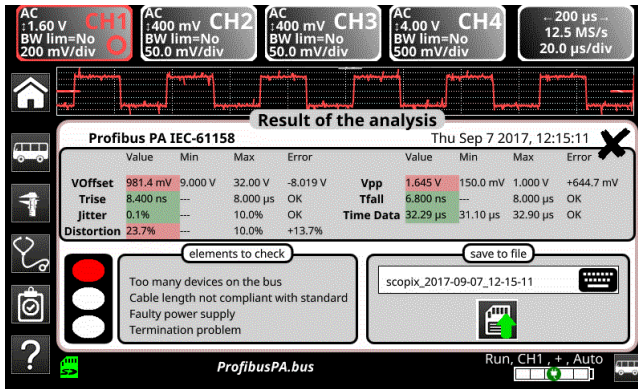 AC
↕1.60 V CH1
BW lim=No
200 mV/div
AC
↕400 mV CH2
BW lim=No
50.0 mV/div
AC
↕400 mV CH3
BW lim=No
50.0 mV/div
AC
↕4.00 V CH4
BW lim=No
500 mV/div
←200 µs→
12.5 MS/s
20.0 µs/div
Result of the analysis
Profibus PA IEC-61158 Thu Sep 7 2017, 12:15:11
Value Min Max Error Value Min Max Error
VOffset 981.4 mV 9.000 V 32.00 V -8.019 V Vpp 1.645 V 150.0 mV 1.000 V +644.7 mV
Trise 8.400 ns --- 8.000 µs OK Tfall 6.800 ns --- 8.000 µs OK
Jitter 0.1% --- 10.0% OK Time Data 32.29 µs 31.10 µs 32.90 µs OK
Distortion 23.7% --- 10.0% +13.7%
elements to check
Too many devices on the bus
Cable length not compliant with standard
Faulty power supply
Termination problem
save to file
scopix_2017-09-07_12-15-11
?
ProfibusPA.bus
Run, CH1 , + , Auto